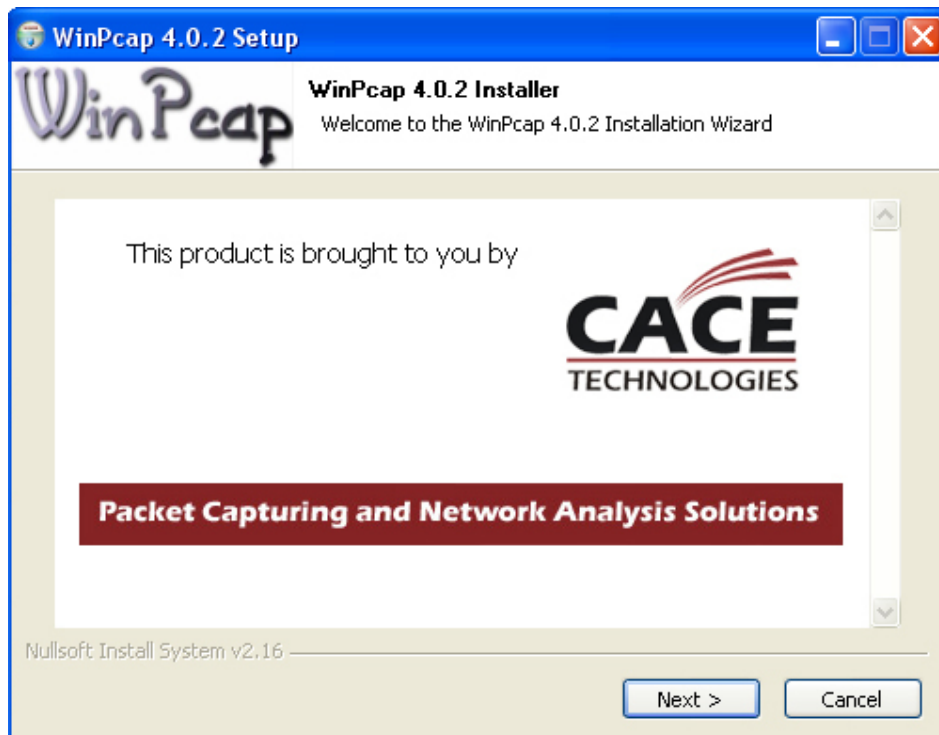 WinPcap 4.0.2 Setup
WinPcap
WinPcap 4.0.2 Installer
Welcome to the WinPcap 4.0.2 Installation Wizard
This product is brought to you by
CACE
TECHNOLOGIES
Packet Capturing and Network Analysis Solutions
Nullsoft Install System v2.16
Next >
Cancel